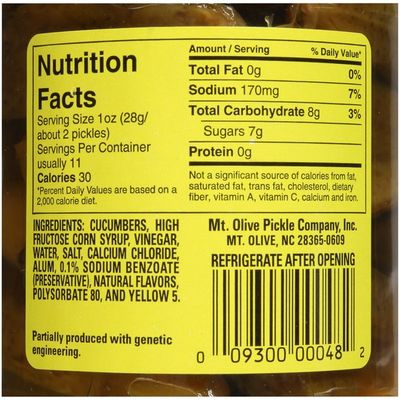 Nutrition
Facts
Serving Size 1oz (28g/
about 2 pickles)
Servings Per Container
usually 11
Calories 30
*Percent Daily Values are based on a
2,000 calorie diet.
Amount / Serving % Daily Value*
Total Fat 0g 0%
Sodium 170mg 7%
Total Carbohydrate 8g 3%
Sugars 7g
Protein 0g
Not a significant source of calories from fat,
saturated fat, trans fat, cholesterol, dietary
fiber, vitamin A, vitamin C, calcium and iron.
INGREDIENTS: CUCUMBERS, HIGH
FRUCTOSE CORN SYRUP, VINEGAR,
WATER, SALT, CALCIUM CHLORIDE,
ALUM, 0.1% SODIUM BENZOATE
(PRESERVATIVE), NATURAL FLAVORS,
POLYSORBATE 80, AND YELLOW 5.
Partially produced with genetic
engineering.
Mt. Olive Pickle Company, Inc.
MT. OLIVE, NC 28365-0609
REFRIGERATE AFTER OPENING
0 09300 00048 2